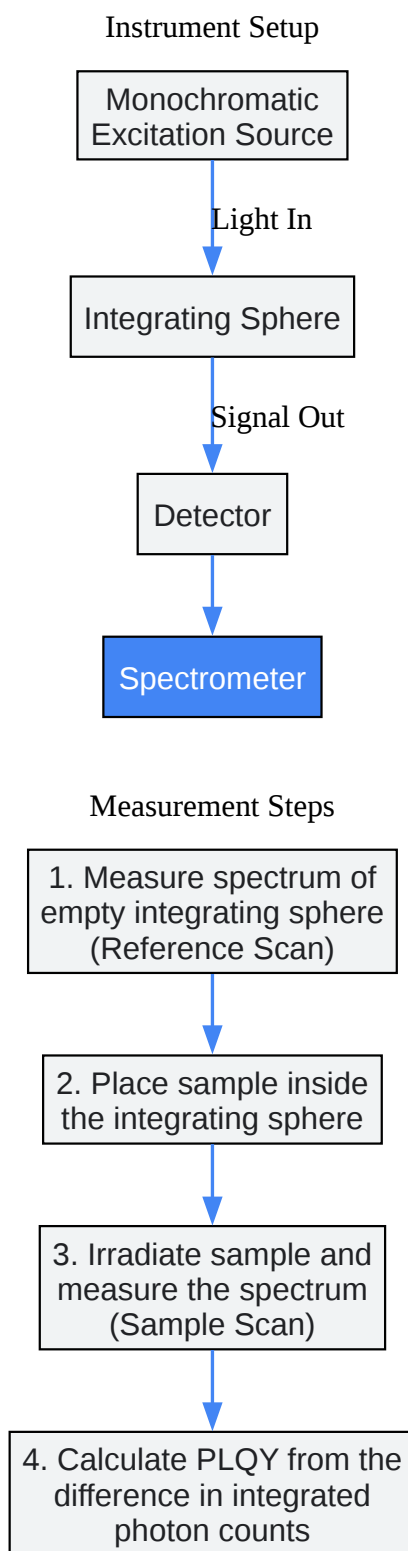 Instrument Setup
Monochromatic
Excitation Source
Light In
Integrating Sphere
Signal Out
Detector
Spectrometer
Measurement Steps
1. Measure spectrum of
empty integrating sphere
(Reference Scan)
2. Place sample inside
the integrating sphere
3. Irradiate sample and
measure the spectrum
(Sample Scan)
4. Calculate PLQY from the
difference in integrated
photon counts